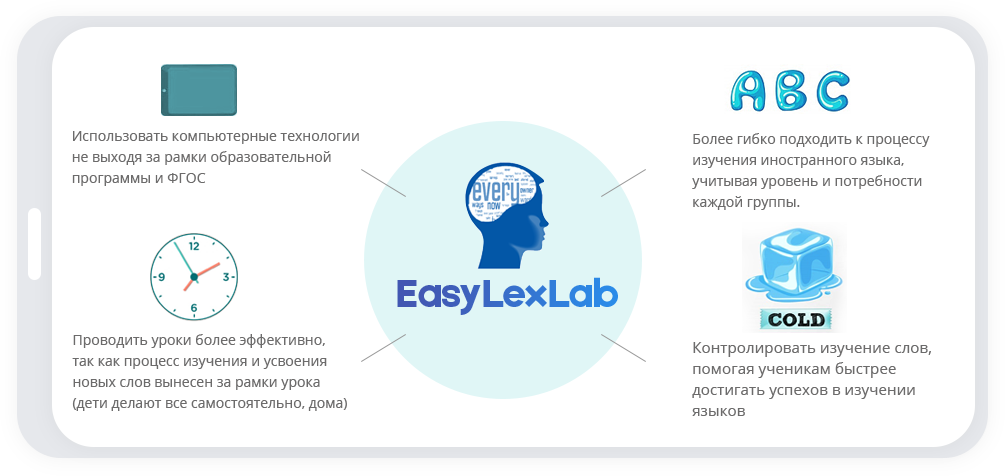 Использовать компьютерные технологии
не выходя за рамки образовательной
программы и ФГОС
A B C
Более гибко подходить к процессу
изучения иностранного языка,
учитывая уровень и потребности
каждой группы.
every
owner
ways
now
EasyLexLab
12
9
3
6
Проводить уроки более эффективно,
так как процесс изучения и усвоения
новых слов вынесен за рамки урока
(дети делают все самостоятельно, дома)
COLD
Контролировать изучение слов,
помогая ученикам быстрее
достигать успехов в изучении
языков